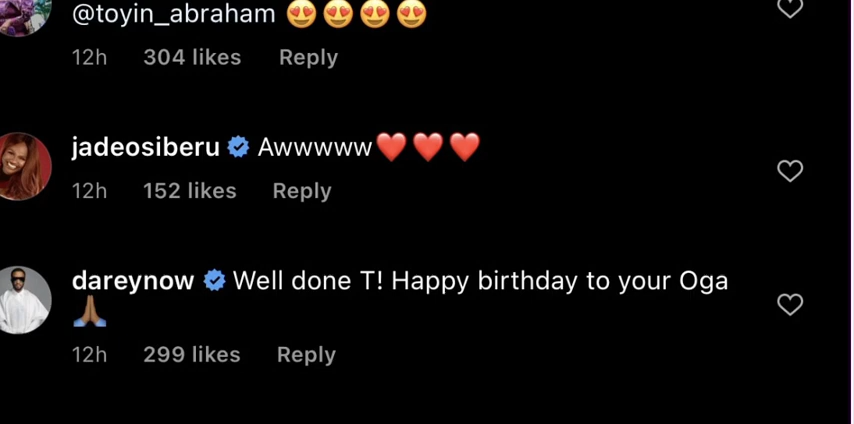 @toyin_abraham 😍😍😍😍
12h 304 likes Reply
jadeosiberu Awwwww❤️❤️❤️
12h 152 likes Reply
dareynow Well done T! Happy birthday to your Oga
🙏🏾
12h 299 likes Reply